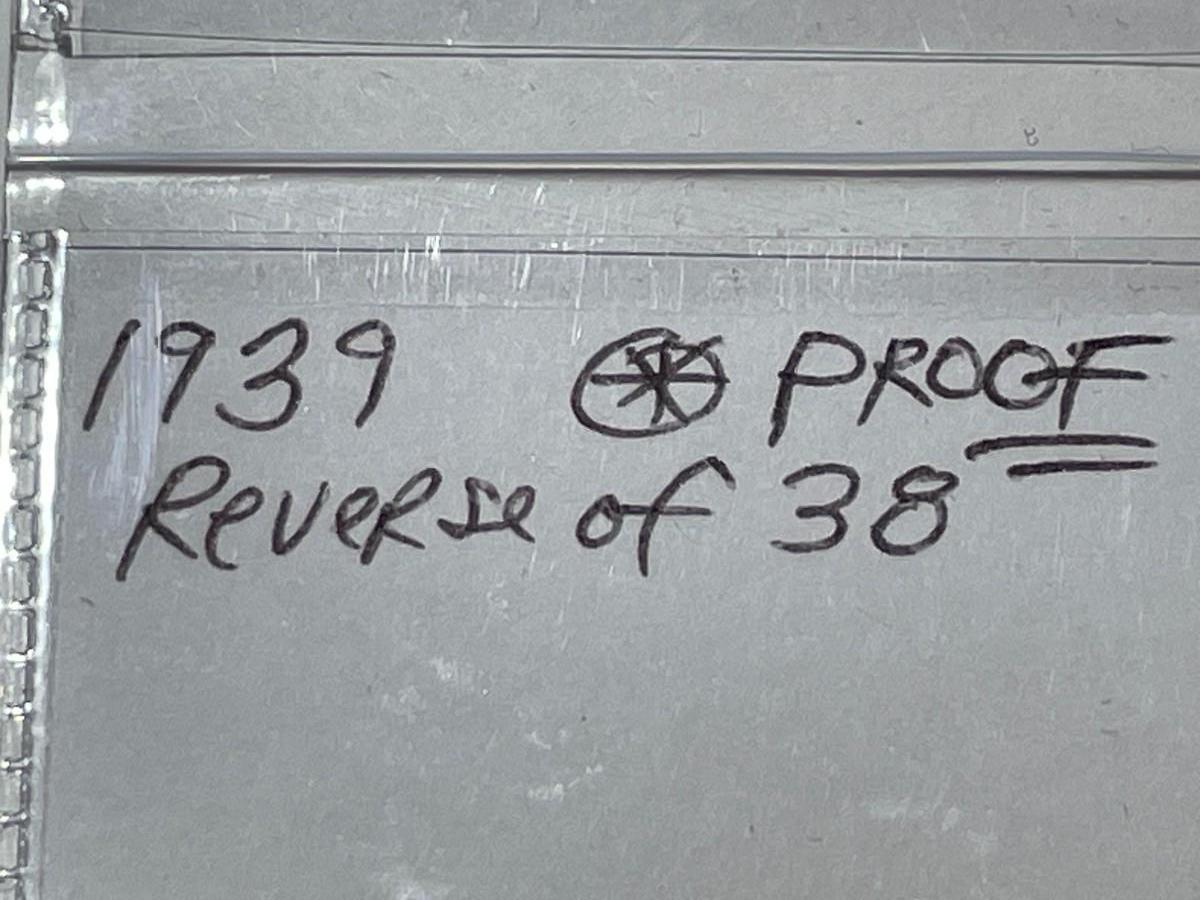 1939 PROOF
Reverse of 38